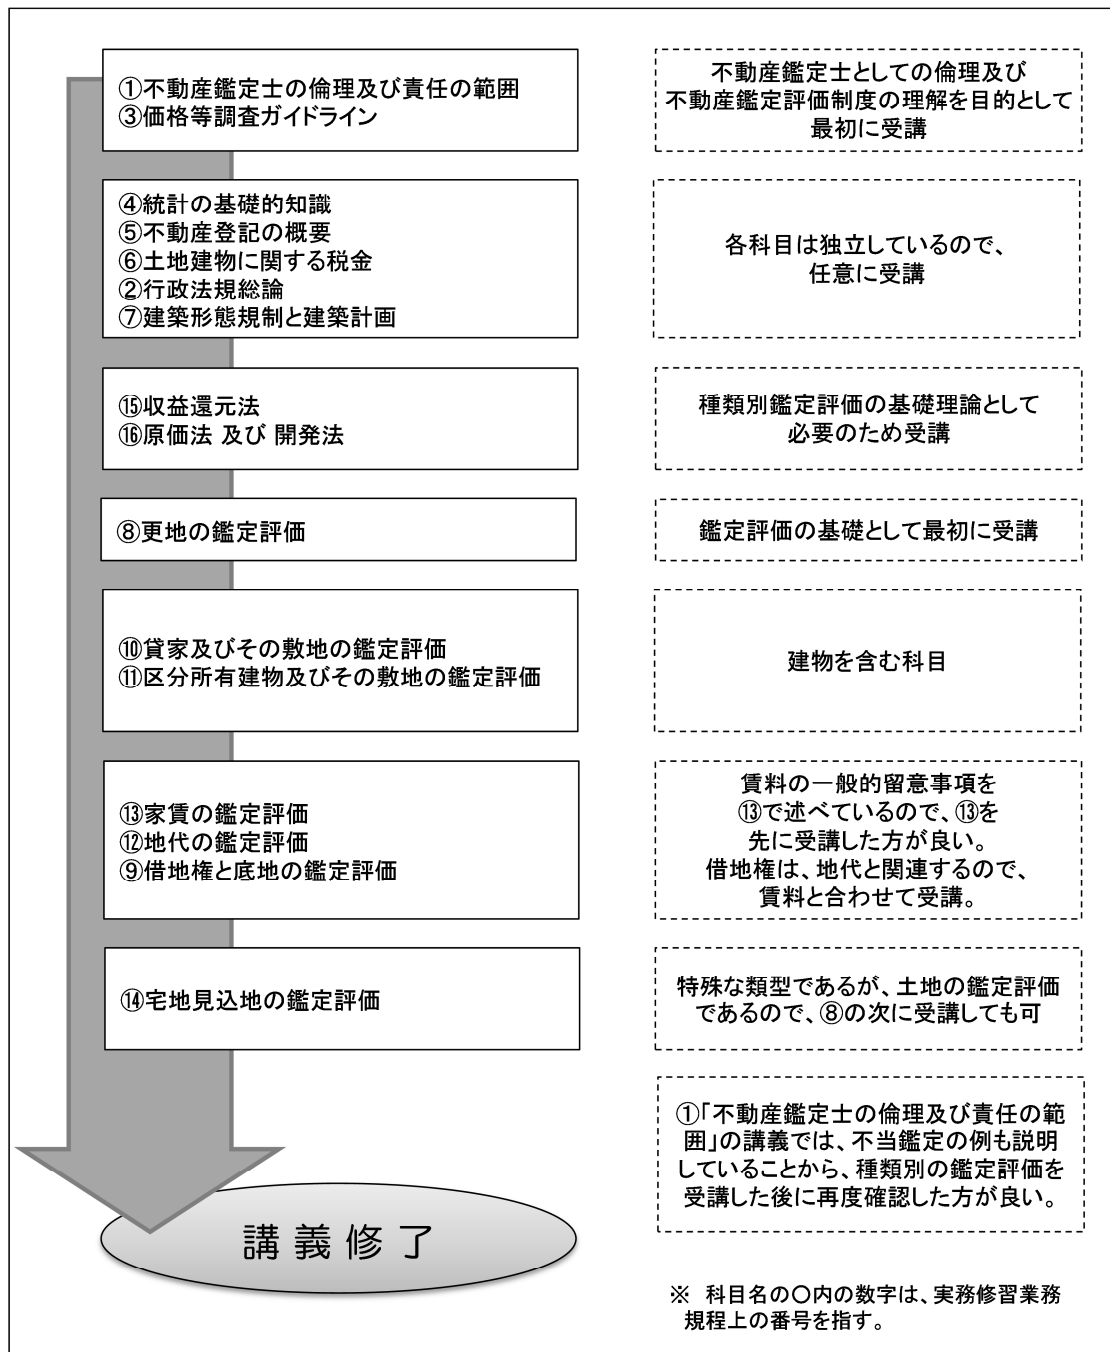 ①不動産鑑定士の倫理及び責任の範囲
③価格等調査ガイドライン
不動産鑑定士としての倫理及び
不動産鑑定評価制度の理解を目的として
最初に受講
④統計の基礎的知識
⑤不動産登記の概要
⑥土地建物に関する税金
②行政法規総論
⑦建築形態規制と建築計画
各科目は独立しているので、
任意に受講
⑮収益還元法
⑯原価法 及び 開発法
種類別鑑定評価の基礎理論として
必要のため受講
⑧更地の鑑定評価
鑑定評価の基礎として最初に受講
⑩貸家及びその敷地の鑑定評価
⑪区分所有建物及びその敷地の鑑定評価
建物を含む科目
⑬家賃の鑑定評価
⑫地代の鑑定評価
⑨借地権と底地の鑑定評価
賃料の一般的留意事項を
⑬で述べているので、⑬を
先に受講した方が良い。
借地権は、地代と関連するので、
賃料と合わせて受講。
⑭宅地見込地の鑑定評価
特殊な類型であるが、土地の鑑定評価
であるので、⑧の次に受講しても可
①「不動産鑑定士の倫理及び責任の範
囲」の講義では、不当鑑定の例も説明
していることから、種類別の鑑定評価を
受講した後に再度確認した方が良い。
講義修了
※ 科目名の○内の数字は、実務修習業務
規程上の番号を指す。